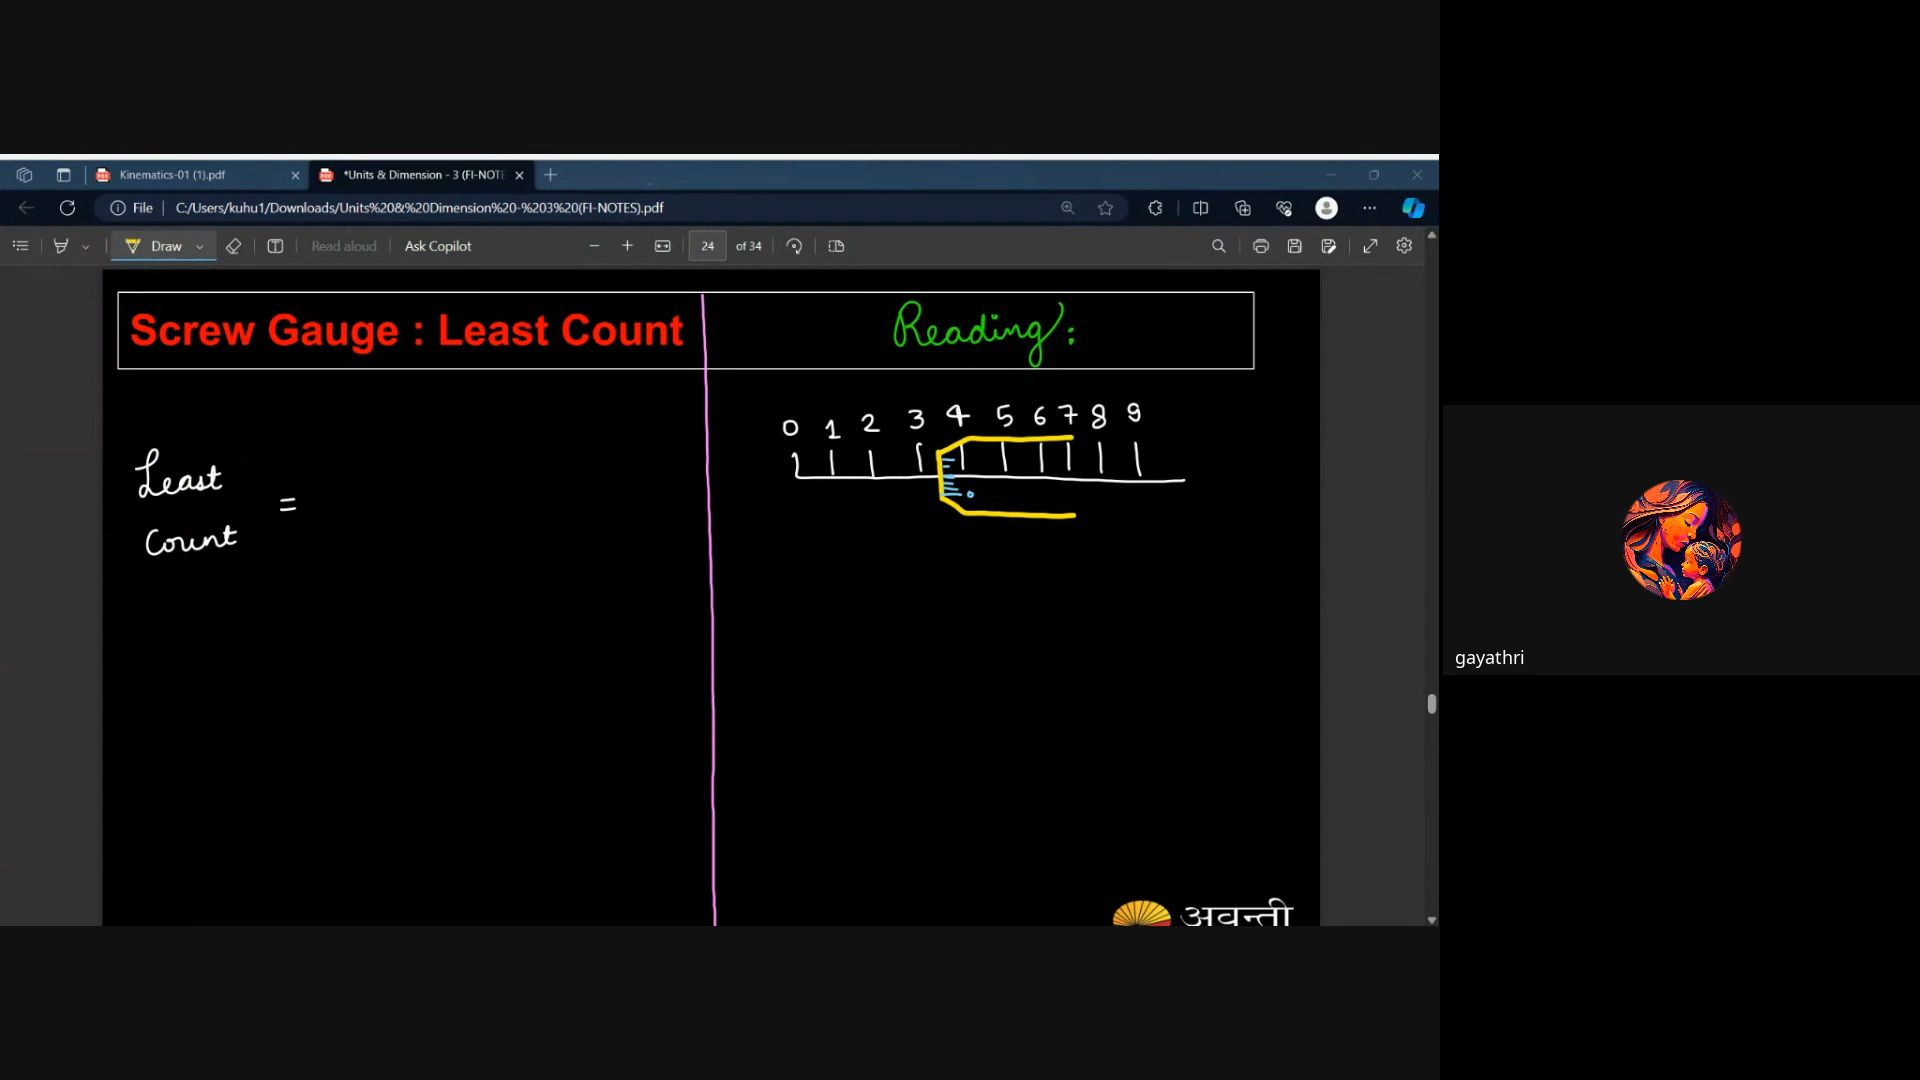 Kinematics-01 (1).pdf
*Units & Dimension - 3 (FI-NOTE
File
C:/Users/kuhu1/Downloads/Units%20&%20Dimension%20-%203%20(FI-NOTES).pdf
Draw
Read aloud
Ask Copilot
24
of 34
Screw Gauge : Least Count
Reading :
0 1 2 3 4 5 6 7 8 9
Least
=
Count
0
अवन्ती
gayathri